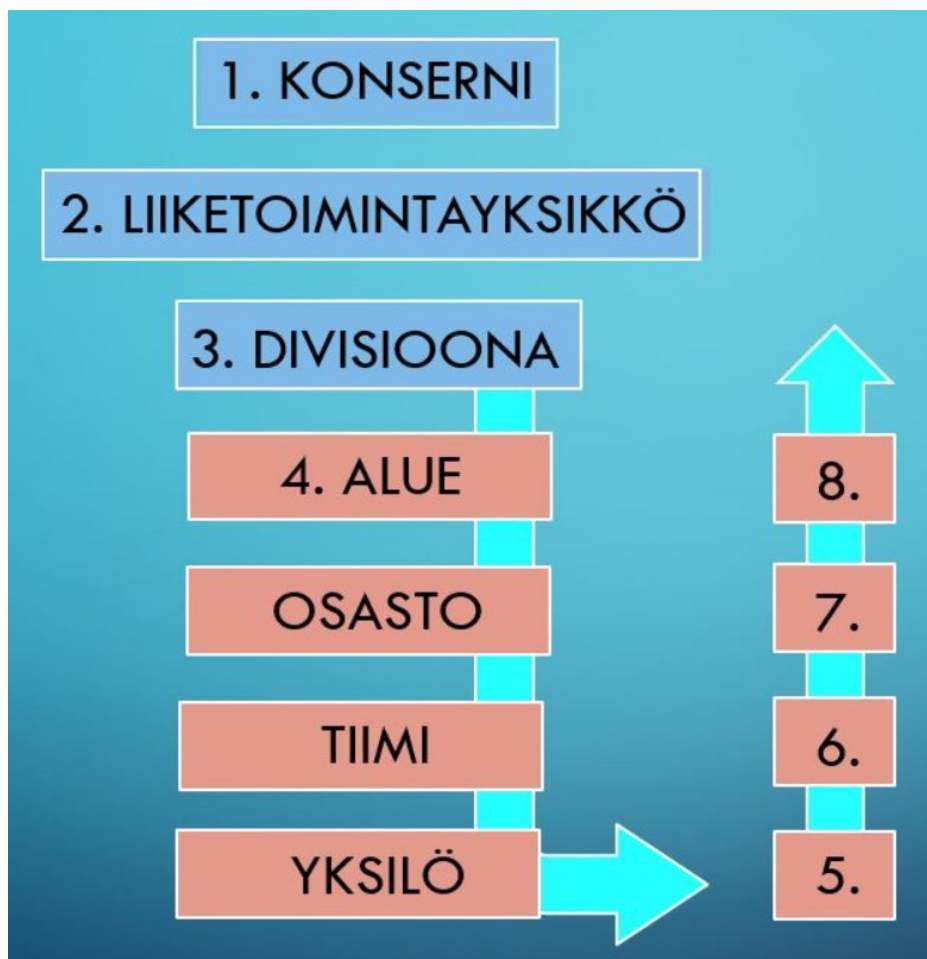 1. KONSERNI
2. LIIKETOIMINTAYKSIKKÖ
3. DIVISIOONA
4. ALUE
8.
OSASTO
7.
TIIMI
6.
YKSILÖ
5.